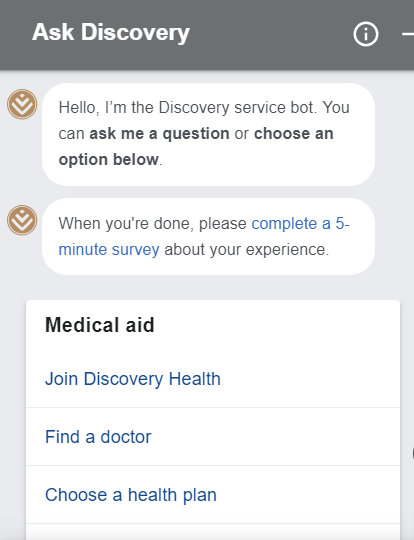 Ask Discovery
Hello, I’m the Discovery service bot. You
can ask me a question or choose an
option below.
When you're done, please complete a 5-
minute survey about your experience.
Medical aid
Join Discovery Health
Find a doctor
Choose a health plan